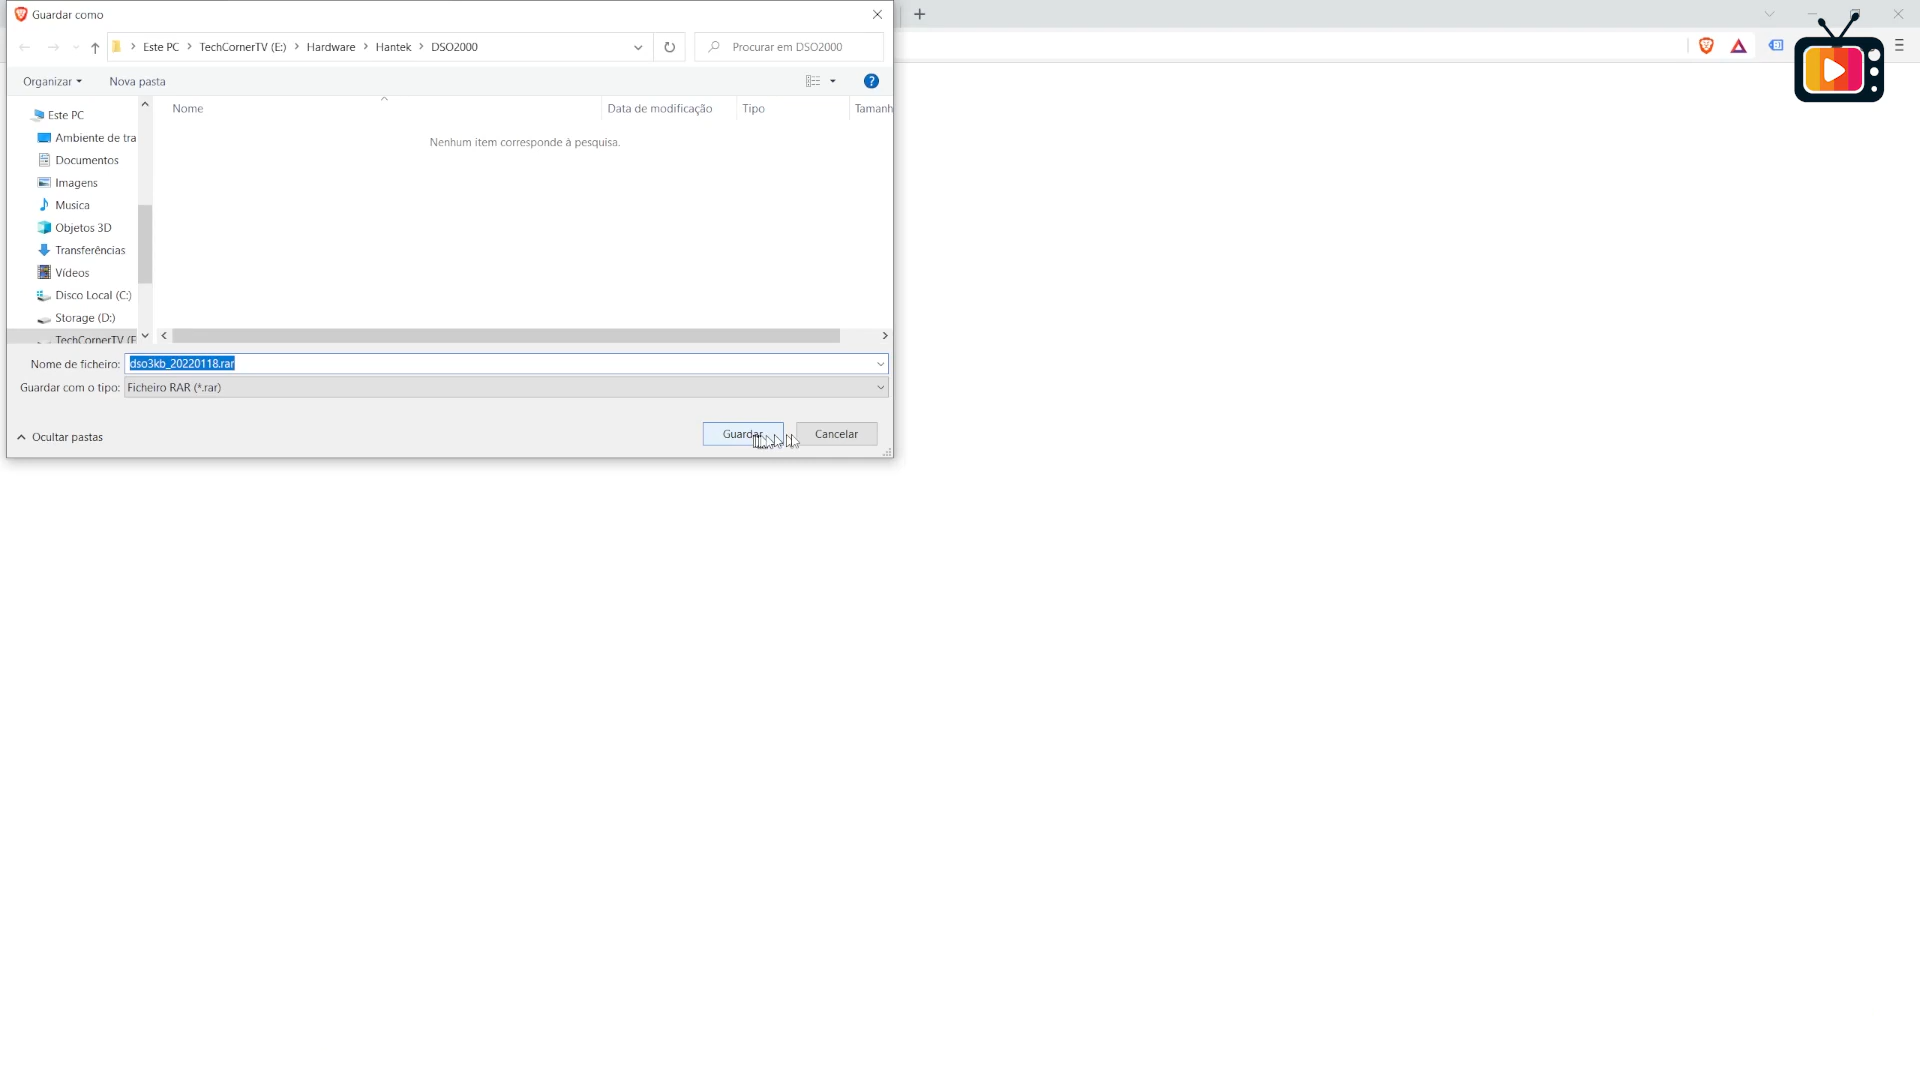 Guardar como
Este PC > TechCornerTV (E:) > Hardware > Hantek > DSO2000
Procurar em DSO2000
Organizar
Nova pasta
Este PC
Ambiente de tra
Documentos
Imagens
Musica
Objetos 3D
Transferências
Vídeos
Disco Local (C:)
Storage (D:)
TechCornerTV (E
Nome
Data de modificação
Tipo
Tamanh
Nenhum item corresponde à pesquisa.
Nome de ficheiro: dso3kb_20220118.rar
Guardar com o tipo: Ficheiro RAR (*.rar)
Ocultar pastas
Guardar
Cancelar